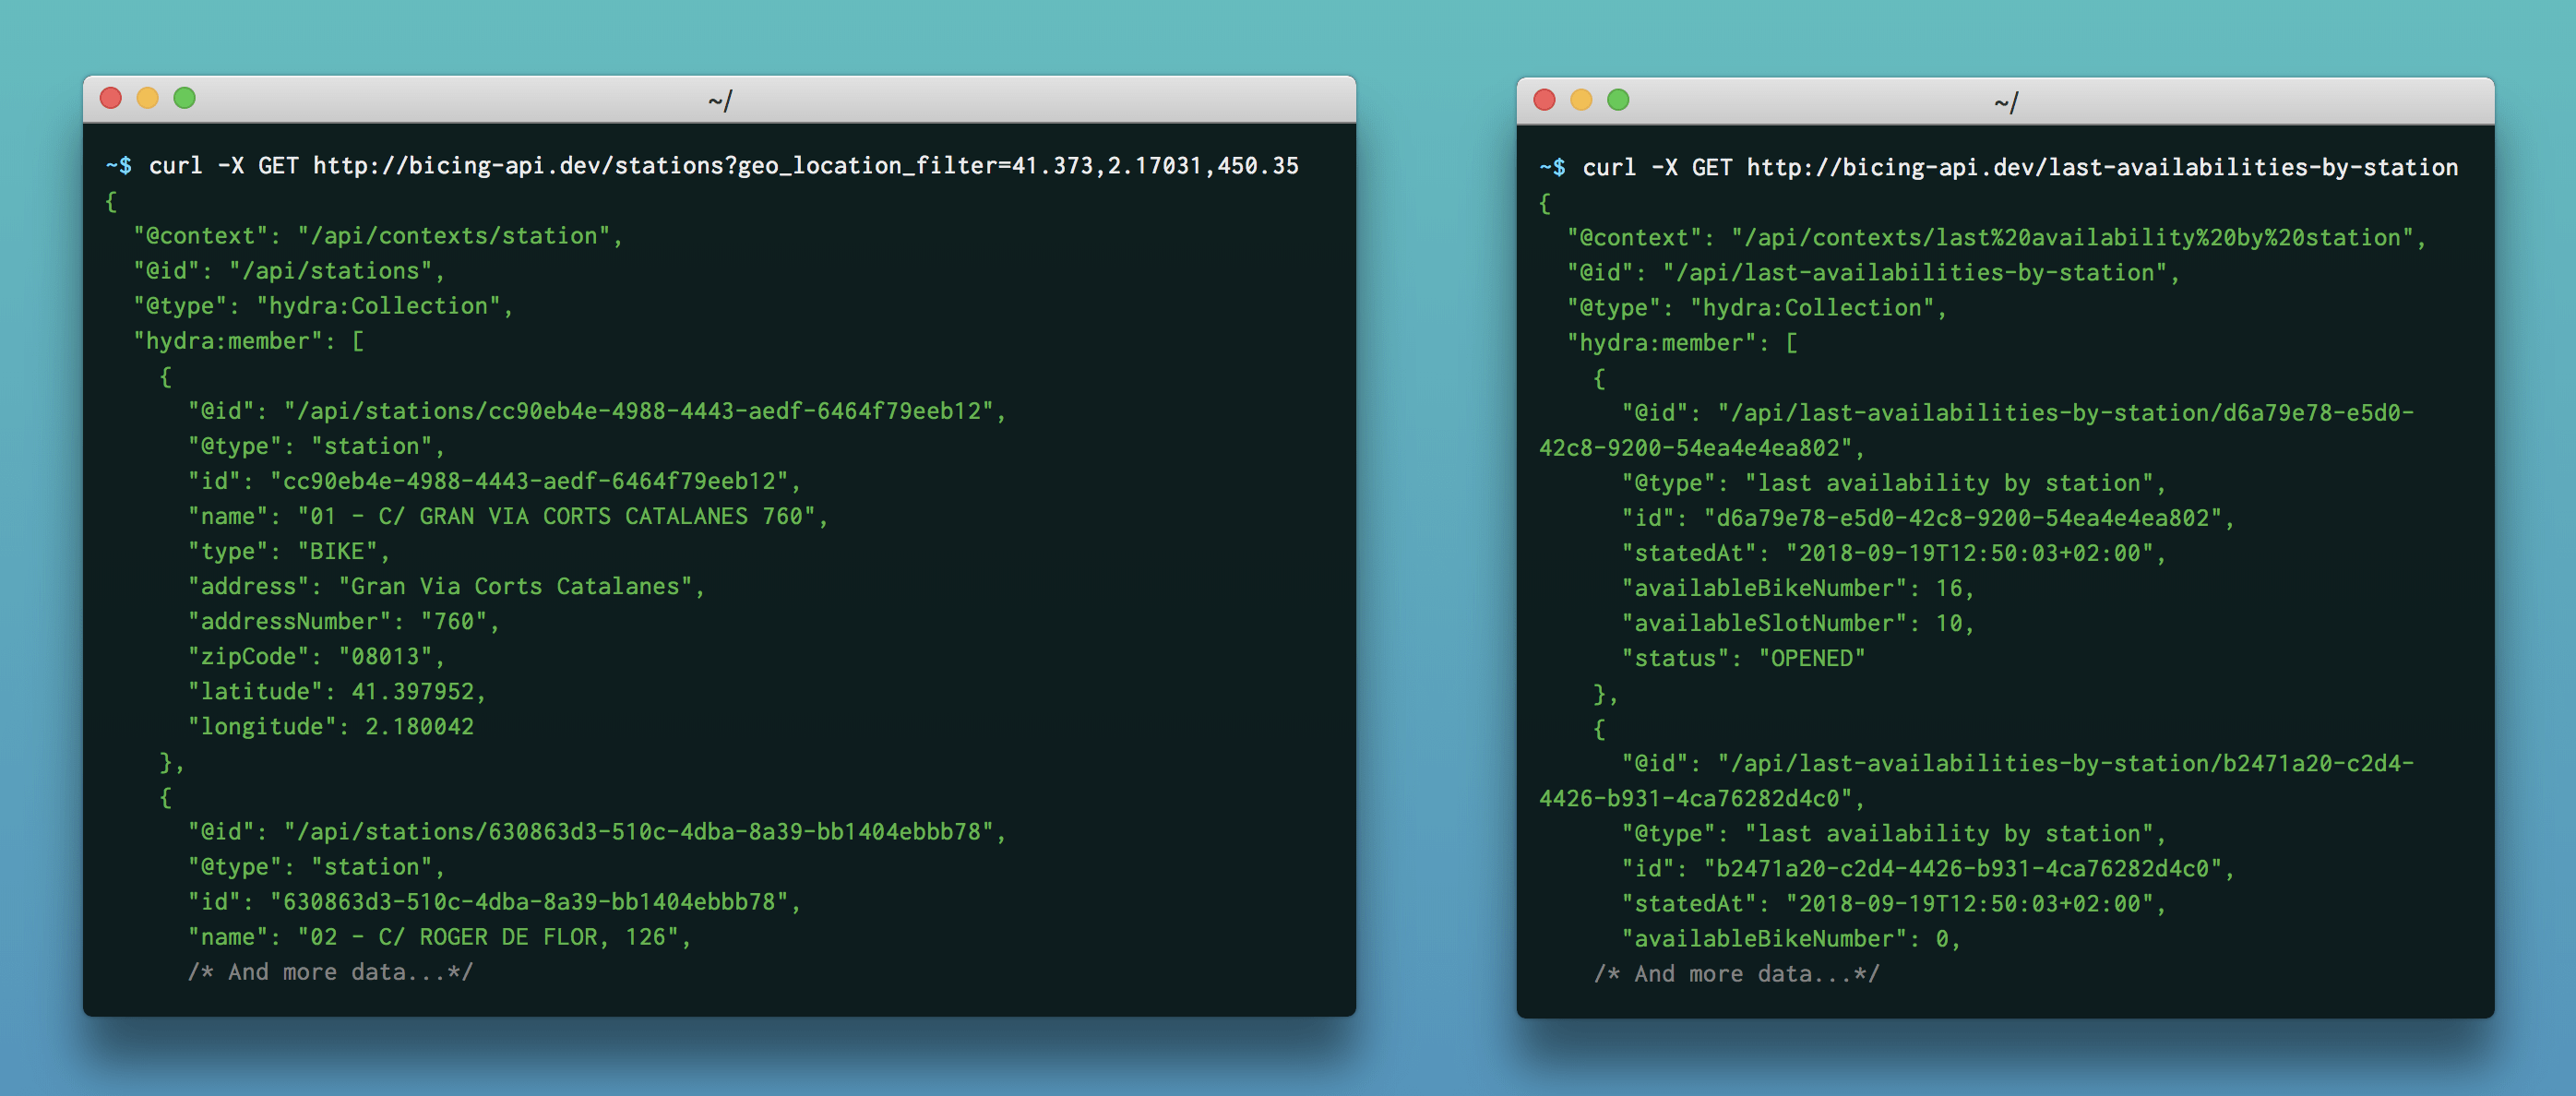 ~/
~$ curl -X GET http://bicing-api.dev/stations?geo_location_filter=41.373,2.17031,450.35
{
"@context": "/api/contexts/station",
"@id": "/api/stations",
"@type": "hydra:Collection",
"hydra:member": [
{
"@id": "/api/stations/cc90eb4e-4988-4443-aedf-6464f79eeb12",
"@type": "station",
"id": "cc90eb4e-4988-4443-aedf-6464f79eeb12",
"name": "01 - C/ GRAN VIA CORTS CATALANES 760",
"type": "BIKE",
"address": "Gran Via Corts Catalanes",
"addressNumber": "760",
"zipCode": "08013",
"latitude": 41.397952,
"longitude": 2.180042
},
{
"@id": "/api/stations/630863d3-510c-4dba-8a39-bb1404ebbb78",
"@type": "station",
"id": "630863d3-510c-4dba-8a39-bb1404ebbb78",
"name": "02 - C/ ROGER DE FLOR, 126",
/* And more data...*/
~/
~$ curl -X GET http://bicing-api.dev/last-availabilities-by-station
{
"@context": "/api/contexts/last%20availability%20by%20station",
"@id": "/api/last-availabilities-by-station",
"@type": "hydra:Collection",
"hydra:member": [
{
"@id": "/api/last-availabilities-by-station/d6a79e78-e5d0-
42c8-9200-54ea4e4ea802",
"@type": "last availability by station",
"id": "d6a79e78-e5d0-42c8-9200-54ea4e4ea802",
"statedAt": "2018-09-19T12:50:03+02:00",
"availableBikeNumber": 16,
"availableSlotNumber": 10,
"status": "OPENED"
},
{
"@id": "/api/last-availabilities-by-station/b2471a20-c2d4-
4426-b931-4ca76282d4c0",
"@type": "last availability by station",
"id": "b2471a20-c2d4-4426-b931-4ca76282d4c0",
"statedAt": "2018-09-19T12:50:03+02:00",
"availableBikeNumber": 0,
/* And more data...*/